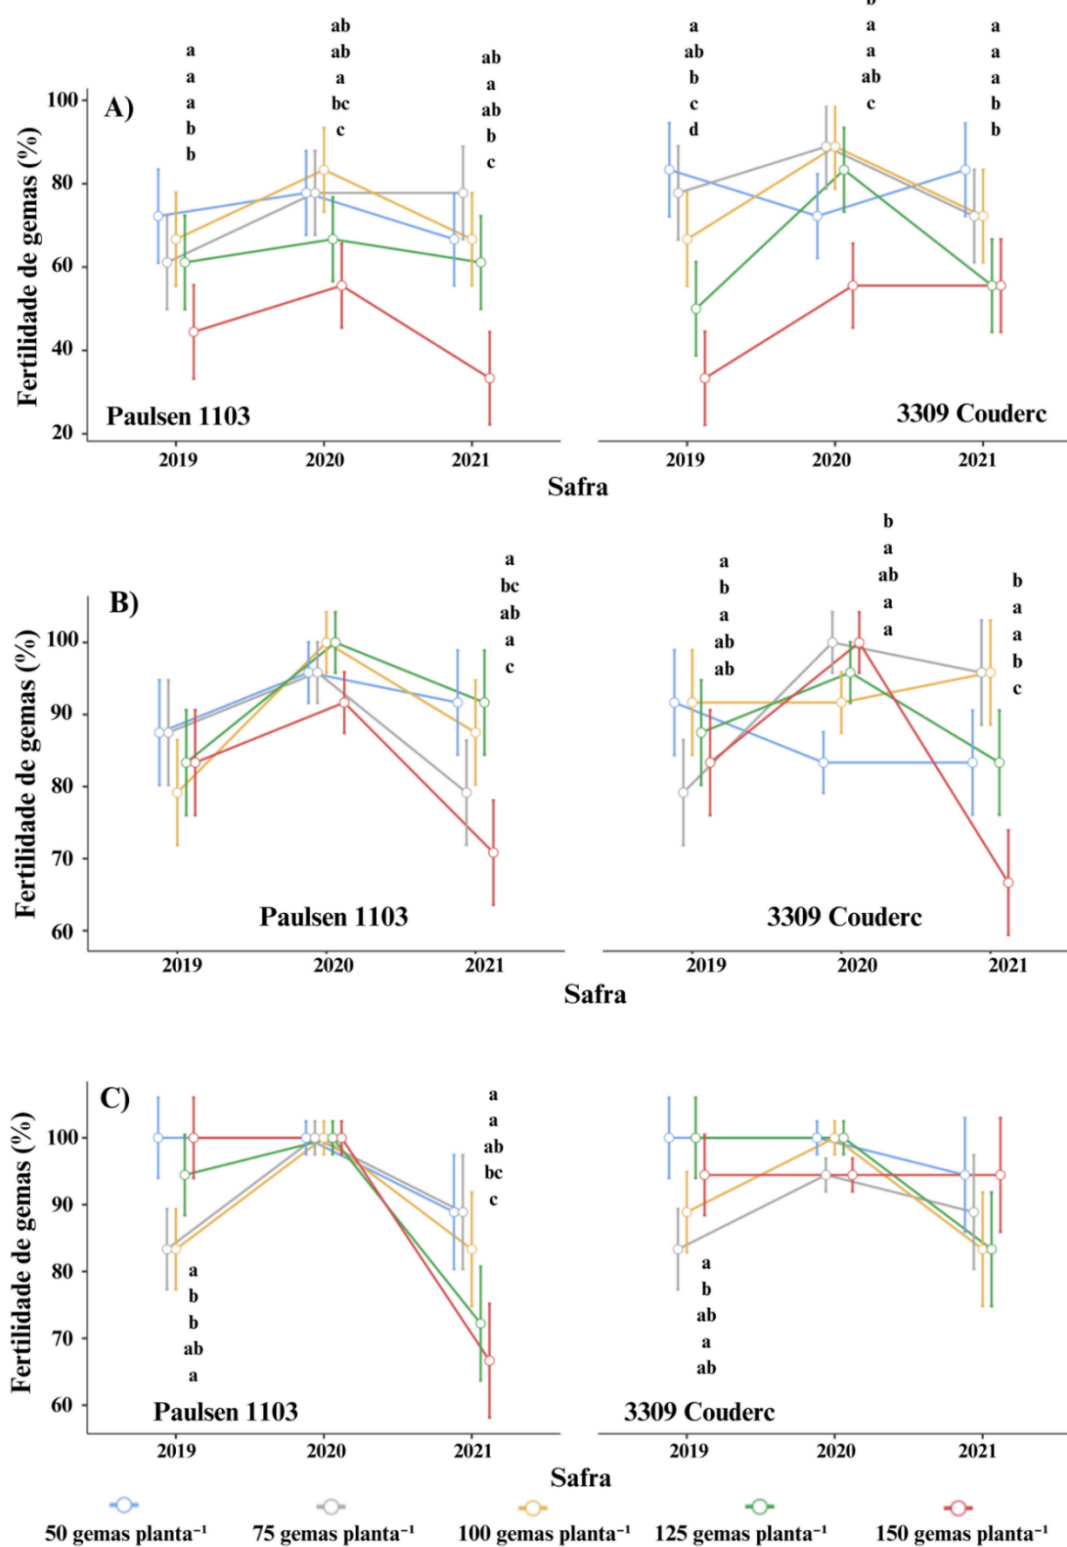 b
ab
a
a
a
ab
ab
a
ab
a
a
a
b
a
a
a
ab
a
bc
ab
c
ab
b
b
c
b
c
b
c
d
b
b
c
A)
Fertilidade de gemas (%)
100
80
60
40
20
Paulsen 1103
3309 Couderc
2019
2020
2021
2019
2020
2021
Safra
B)
Fertilidade de gemas (%)
100
90
80
70
60
a
bc
ab
a
c
a
b
a
ab
ab
b
a
ab
a
a
b
a
a
b
c
Paulsen 1103
3309 Couderc
2019
2020
2021
2019
2020
2021
Safra
C)
Fertilidade de gemas (%)
100
90
80
70
60
a
b
b
ab
a
a
a
ab
bc
c
a
b
ab
a
ab
Paulsen 1103
3309 Couderc
2019
2020
2021
2019
2020
2021
Safra
50 gemas planta⁻¹
75 gemas planta⁻¹
100 gemas planta⁻¹
125 gemas planta⁻¹
150 gemas planta⁻¹